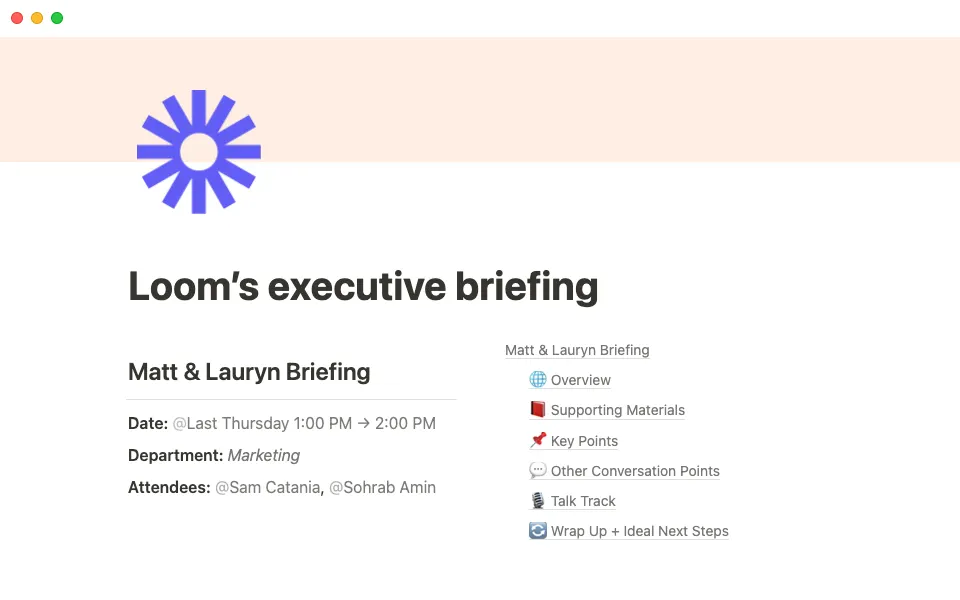 Loom’s executive briefing
Matt & Lauryn Briefing
Date: @Last Thursday 1:00 PM → 2:00 PM
Department: Marketing
Attendees: @Sam Catania, @Sohrab Amin
Matt & Lauryn Briefing
🌐 Overview
📕 Supporting Materials
📌 Key Points
💬 Other Conversation Points
🎙️ Talk Track
🔄 Wrap Up + Ideal Next Steps